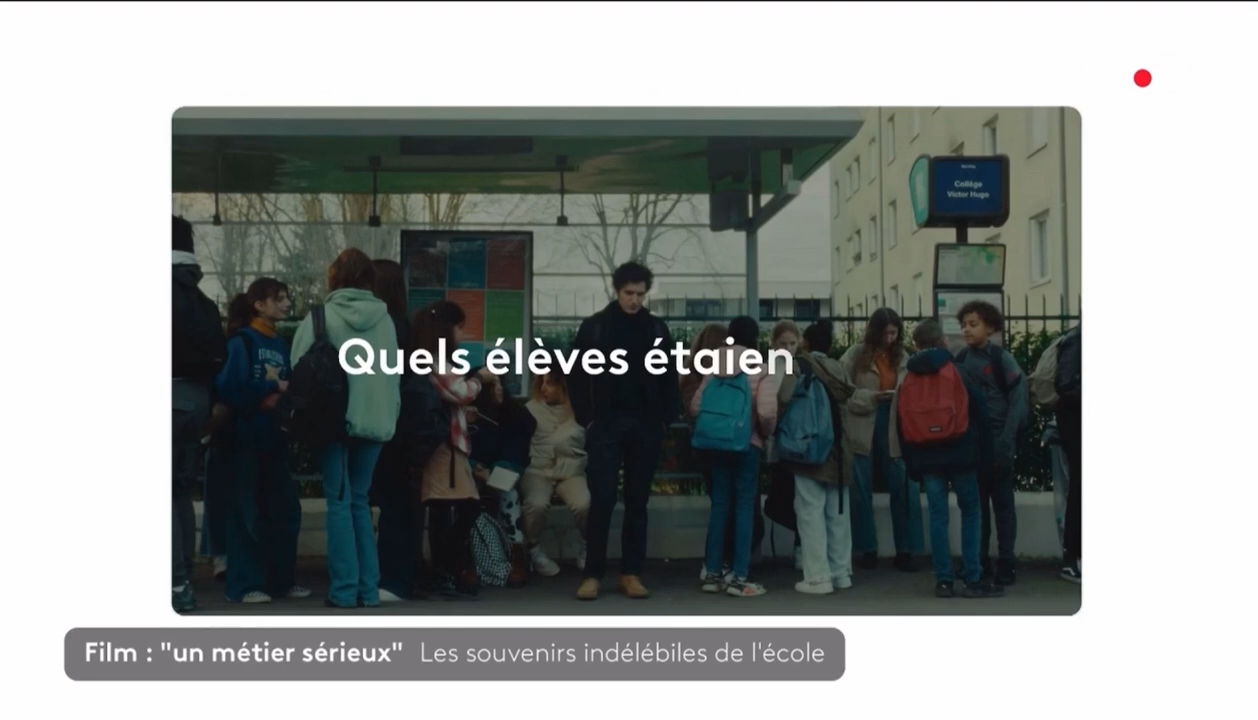 Collège
Victor Hugo
Quels élèves étaien
Film : "un métier sérieux" Les souvenirs indélébiles de l'école